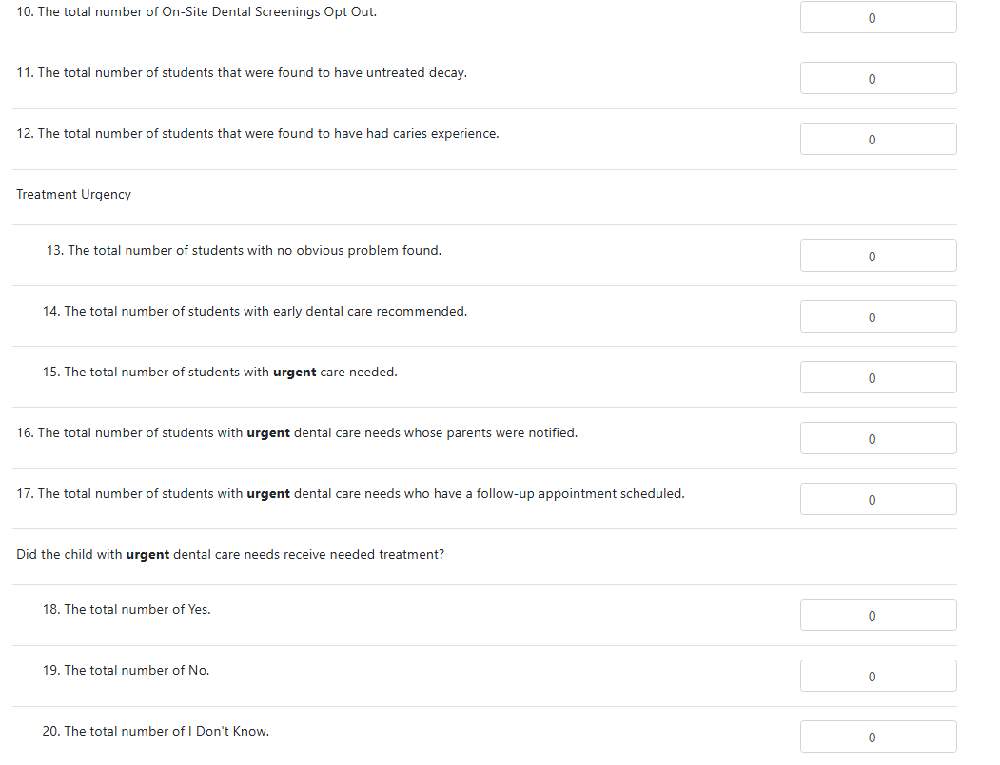 10. The total number of On-Site Dental Screenings Opt Out.
0
11. The total number of students that were found to have untreated decay.
0
12. The total number of students that were found to have had caries experience.
0
Treatment Urgency
13. The total number of students with no obvious problem found.
0
14. The total number of students with early dental care recommended.
0
15. The total number of students with urgent care needed.
0
16. The total number of students with urgent dental care needs whose parents were notified.
0
17. The total number of students with urgent dental care needs who have a follow-up appointment scheduled.
0
Did the child with urgent dental care needs receive needed treatment?
18. The total number of Yes.
0
19. The total number of No.
0
20. The total number of I Don't Know.
0